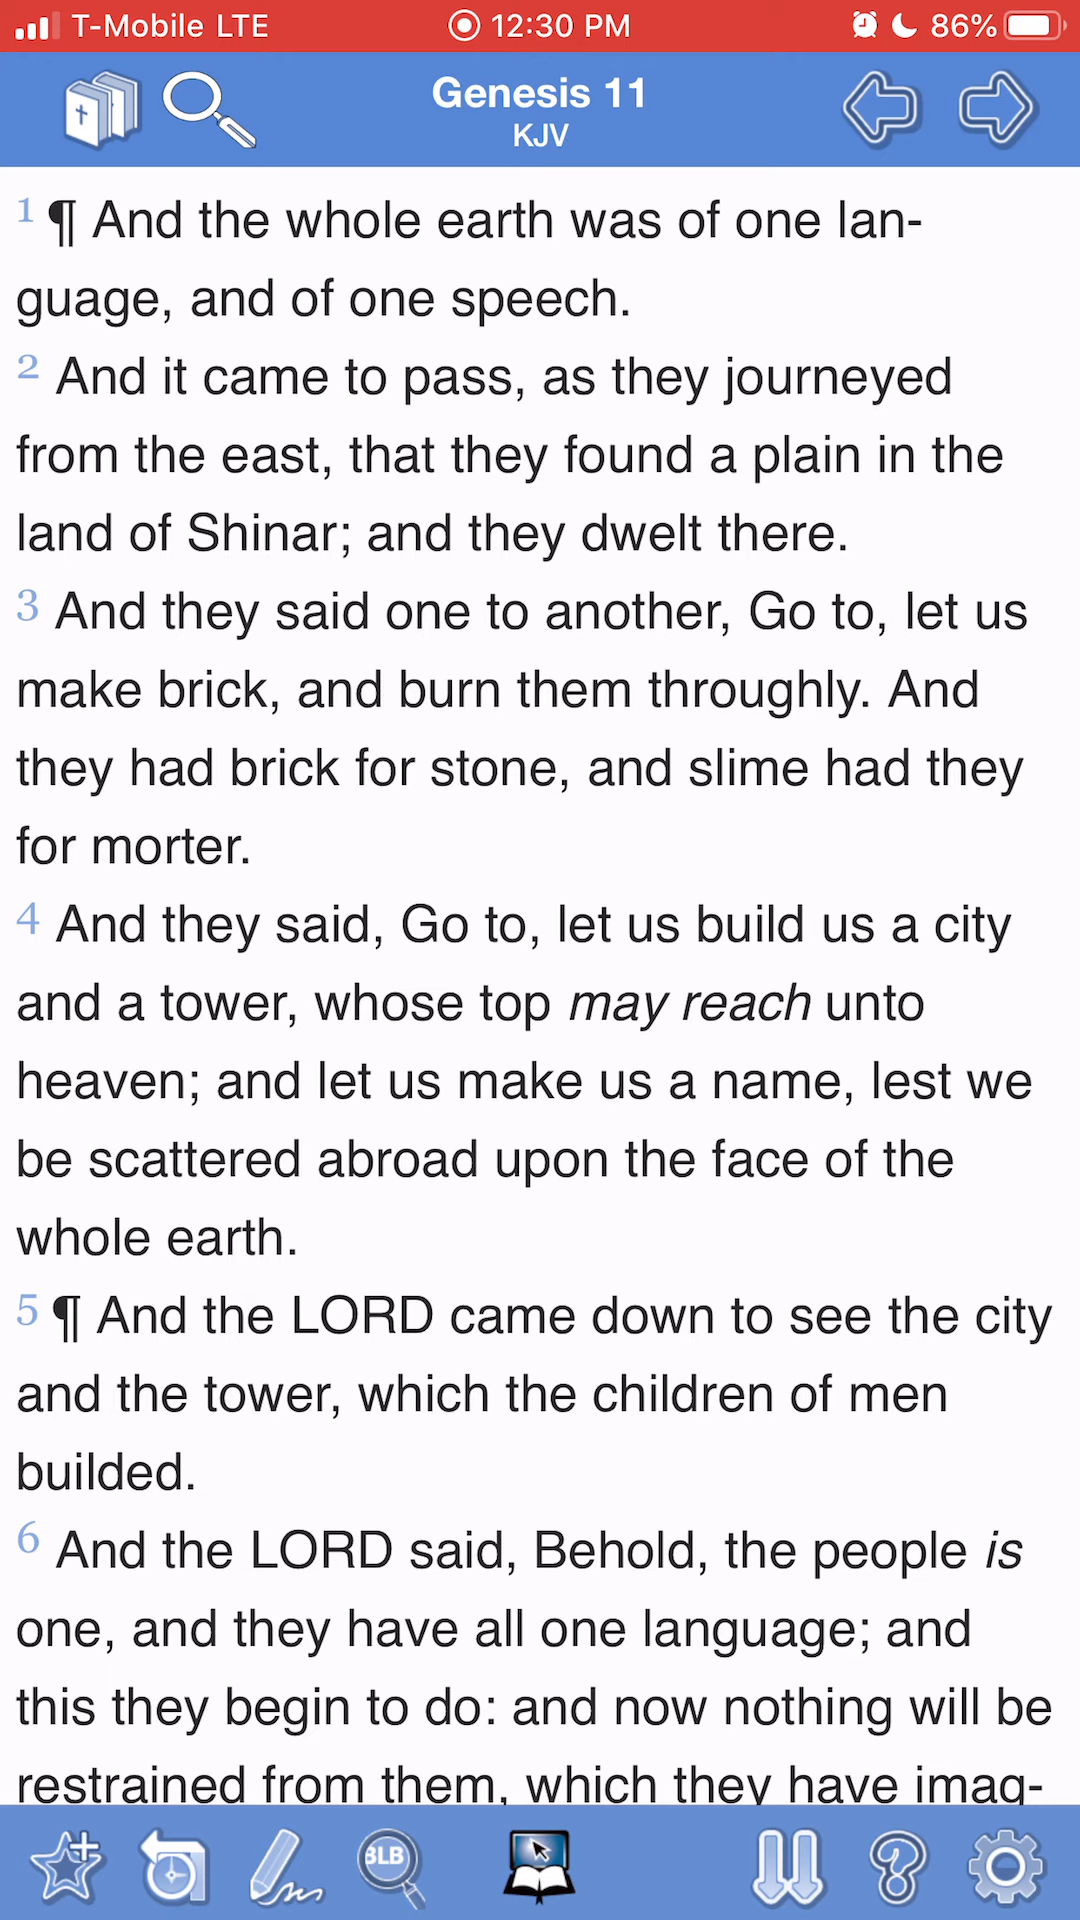 T-Mobile LTE 12:30 PM 86%
Genesis 11
KJV
1 ¶ And the whole earth was of one lan-
guage, and of one speech.
2 And it came to pass, as they journeyed
from the east, that they found a plain in the
land of Shinar; and they dwelt there.
3 And they said one to another, Go to, let us
make brick, and burn them throughly. And
they had brick for stone, and slime had they
for morter.
4 And they said, Go to, let us build us a city
and a tower, whose top may reach unto
heaven; and let us make us a name, lest we
be scattered abroad upon the face of the
whole earth.
5 ¶ And the LORD came down to see the city
and the tower, which the children of men
builded.
6 And the LORD said, Behold, the people is
one, and they have all one language; and
this they begin to do: and now nothing will be
restrained from them, which they have imag-
BLB